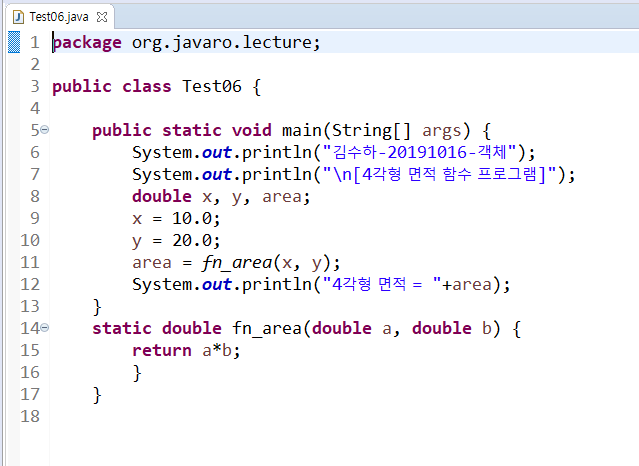 Test06.java
1 package org.javaro.lecture;
2
3 public class Test06 {
4
5 public static void main(String[] args) {
6 System.out.println("김수하-20191016-객체");
7 System.out.println("\n[4각형 면적 함수 프로그램]");
8 double x, y, area;
9 x = 10.0;
10 y = 20.0;
11 area = fn_area(x, y);
12 System.out.println("4각형 면적 = "+area);
13 }
14 static double fn_area(double a, double b) {
15 return a*b;
16 }
17 }
18